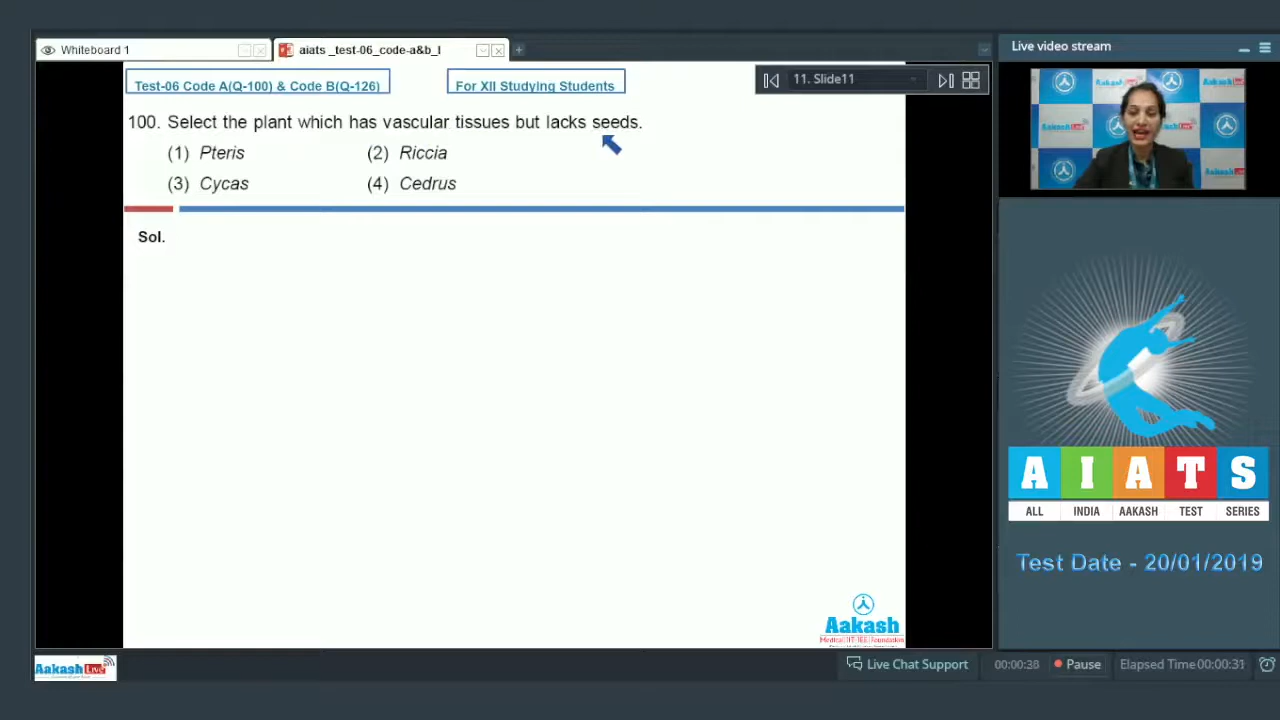 Whiteboard 1
aiats _test-06_code-a&b_I
Live video stream
Test-06 Code A(Q-100) & Code B(Q-126)
For XII Studying Students
11. Slide11
100. Select the plant which has vascular tissues but lacks seeds.
(1) Pteris
(2) Riccia
(3) Cycas
(4) Cedrus
Sol.
A I A T S
ALL INDIA AAKASH TEST SERIES
Test Date - 20/01/2019
Aakash
Medical|IIT-JEE|Foundations
Aakash Live
Live Chat Support
00:00:38
Pause
Elapsed Time 00:00:31